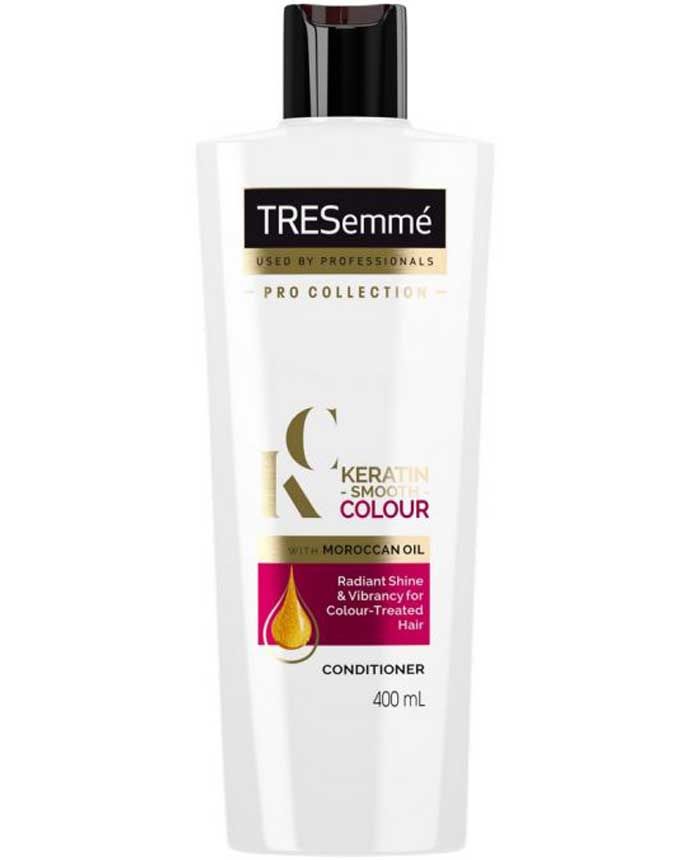 TRESemmé
USED BY PROFESSIONALS
PRO COLLECTION
KC
KERATIN
- SMOOTH -
COLOUR
WITH MOROCCAN OIL
Radiant Shine
& Vibrancy for
Colour-Treated
Hair
CONDITIONER
400 mL